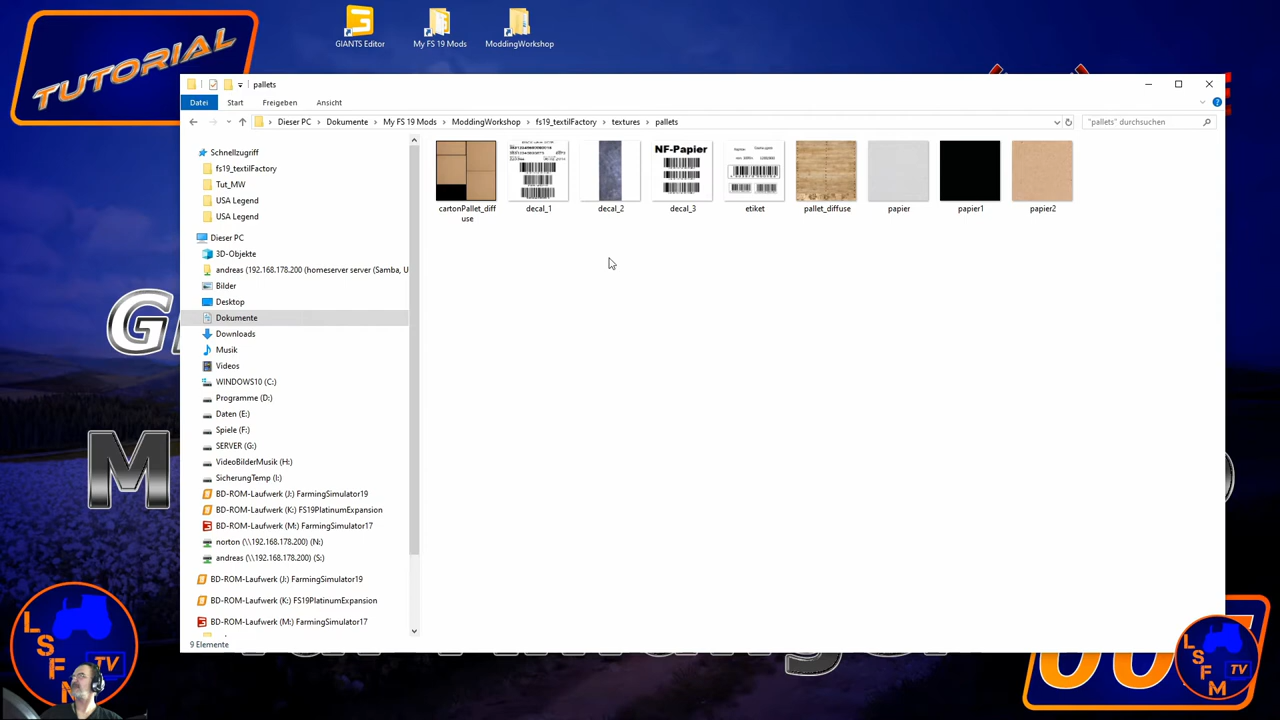 TUTORIAL
GIANTS Editor
My FS 19 Mods
ModdingWorkshop
pallets
Datei
Start
Freigeben
Ansicht
Dieser PC
Dokumente
My FS 19 Mods
ModdingWorkshop
fs19_textilFactory
textures
pallets
"pallets" durchsuchen
Schnellzugriff
fs19_textilFactory
Tut_MW
USA Legend
USA Legend
Dieser PC
3D-Objekte
andreas (192.168.178.200 (homeserver server (Samba, U
Bilder
Desktop
Dokumente
Downloads
Musik
Videos
WINDOWS10 (C:)
Programme (D:)
Daten (E:)
Spiele (F:)
SERVER (G:)
VideoBilderMusik (H:)
SicherungTemp (I:)
BD-ROM-Laufwerk (J:) FarmingSimulator19
BD-ROM-Laufwerk (K:) FS19PlatinumExpansion
BD-ROM-Laufwerk (M:) FarmingSimulator17
norton (\\192.168.178.200) (N:)
andreas (\\192.168.178.200) (S:)
BD-ROM-Laufwerk (J:) FarmingSimulator19
BD-ROM-Laufwerk (K:) FS19PlatinumExpansion
BD-ROM-Laufwerk (M:) FarmingSimulator17
9 Elemente
NF-Papier
cartonPallet_diff
use
decal_1
decal_2
decal_3
etiket
pallet_diffuse
papier
papier1
papier2
G
M
LSFM
TV
LSFM
TV